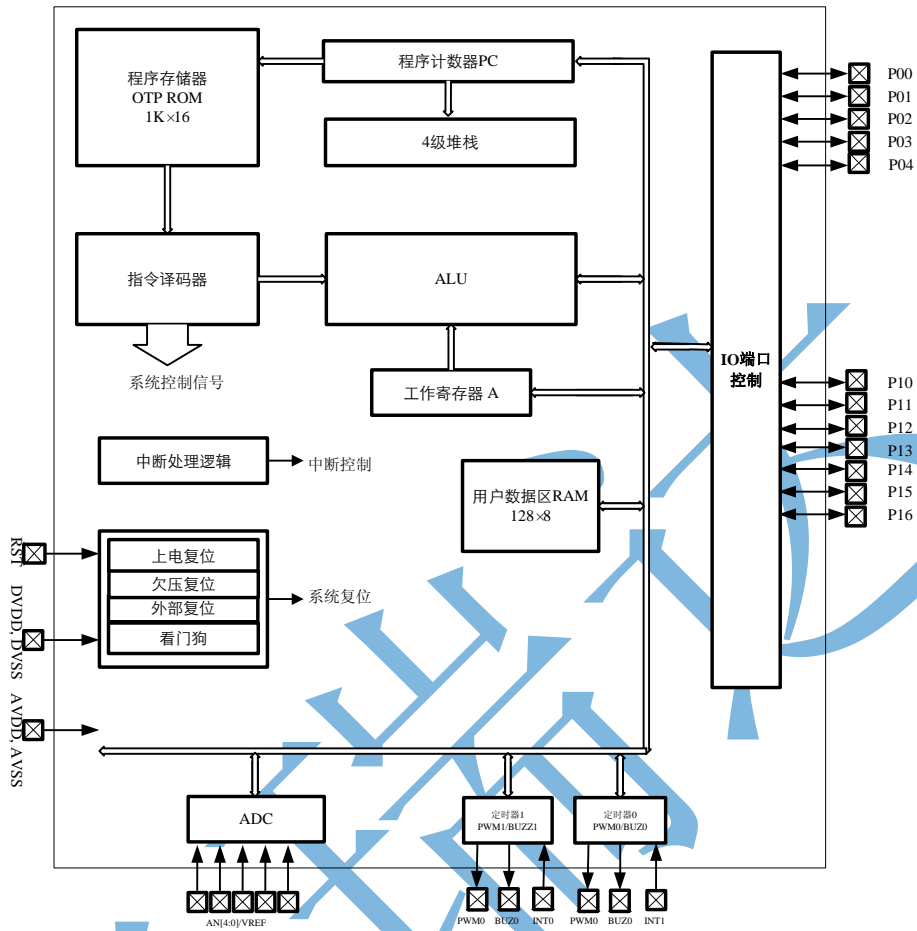 程序存储器
OTP ROM
1K×16
程序计数器PC
4级堆栈
P00
P01
P02
P03
P04
指令译码器
ALU
系统控制信号
工作寄存器 A
IO端口
控制
P10
P11
P12
P13
P14
P15
P16
中断处理逻辑
中断控制
用户数据区RAM
128×8
RST
上电复位
欠压复位
外部复位
看门狗
系统复位
DVDD, DVSS
AVDD, AVSS
ADC
定时器1
PWM1/BUZZ1
定时器0
PWM0/BUZ0
AN[4:0]/VREF
PWM0
BUZ0
INT0
PWM0
BUZ0
INT1